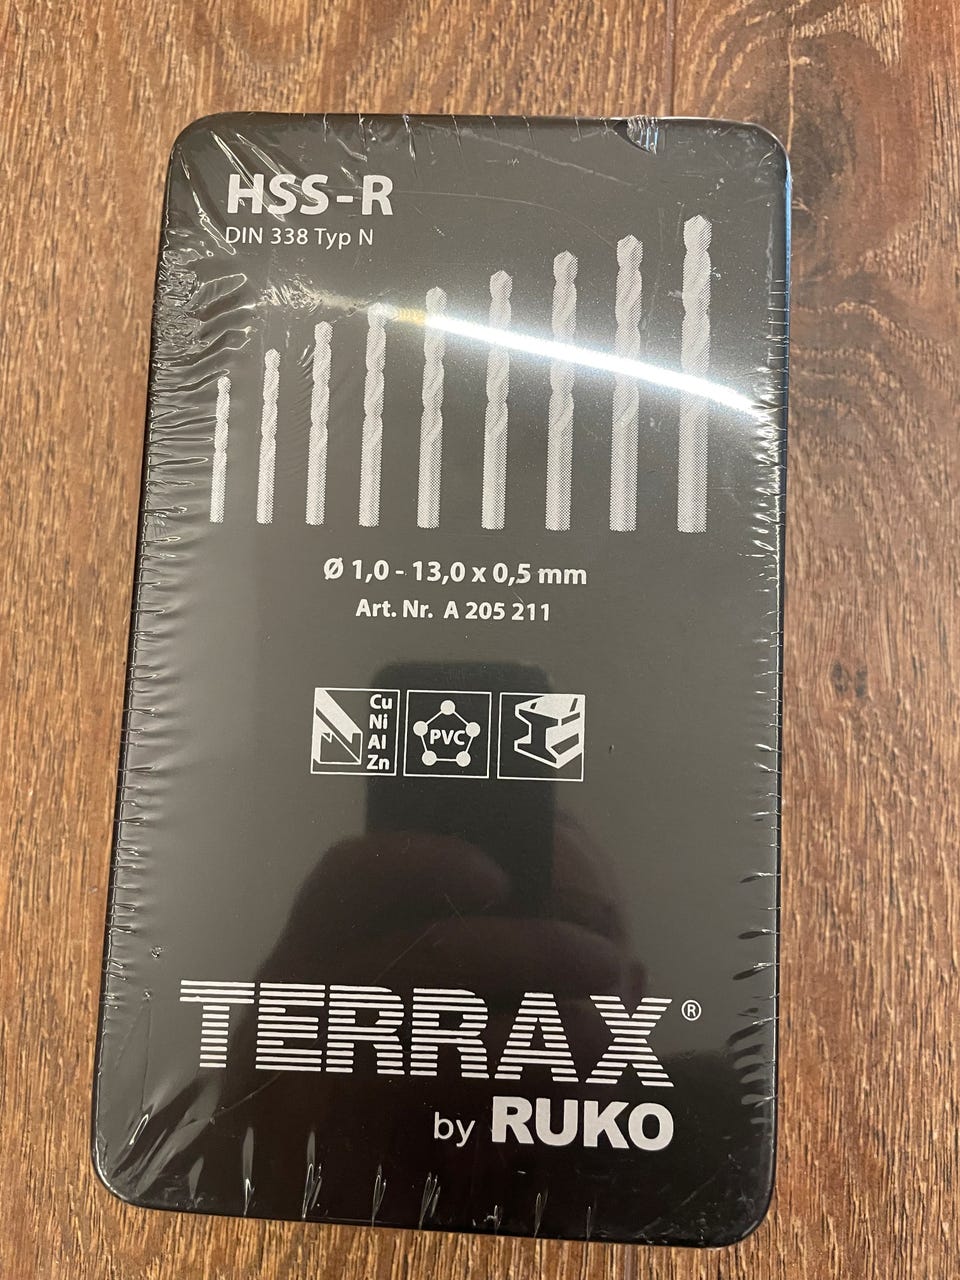 HSS-R
DIN 338 Typ N
Ø 1,0 - 13,0 x 0,5 mm
Art. Nr. A 205 211
Cu
Ni
Al
Zn
PVC
TERRAX®
by RUKO